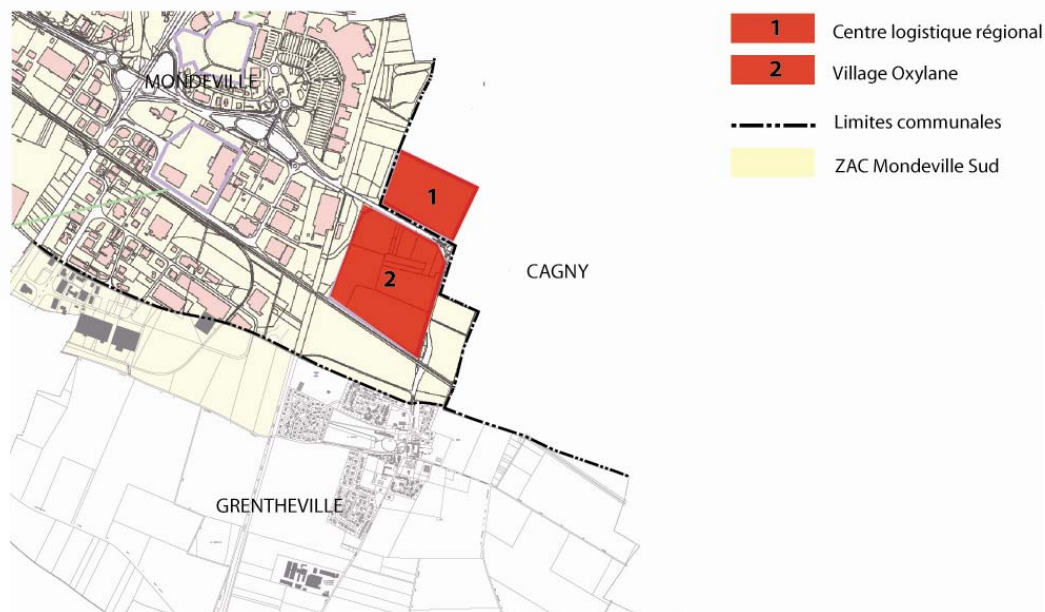 MONDEVILLE
1
2
CAGNY
GRENTHEVILLE
1 Centre logistique régional
2 Village Oxylane
Limites communales
ZAC Mondeville Sud